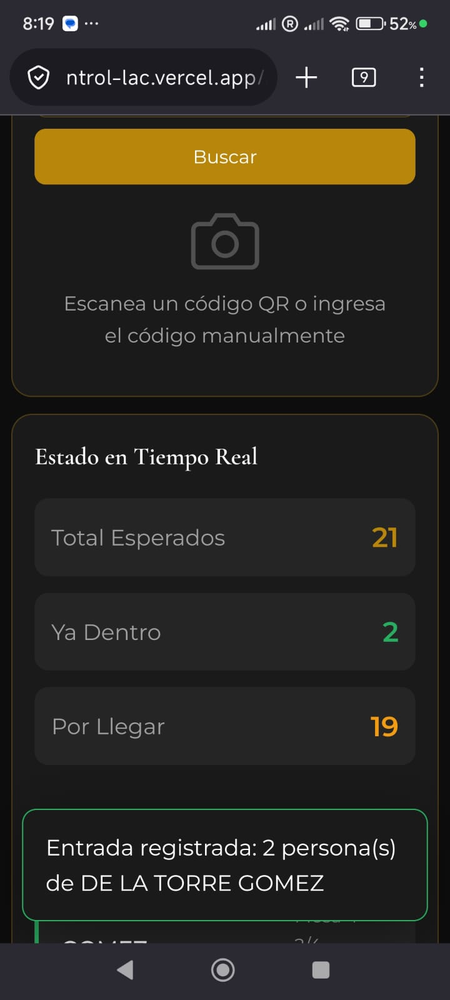 8:19
R
52%
ntrol-lac.vercel.app/
9
Buscar
Escanea un código QR o ingresa
el código manualmente
Estado en Tiempo Real
Total Esperados 21
Ya Dentro 2
Por Llegar 19
Entrada registrada: 2 persona(s)
de DE LA TORRE GOMEZ